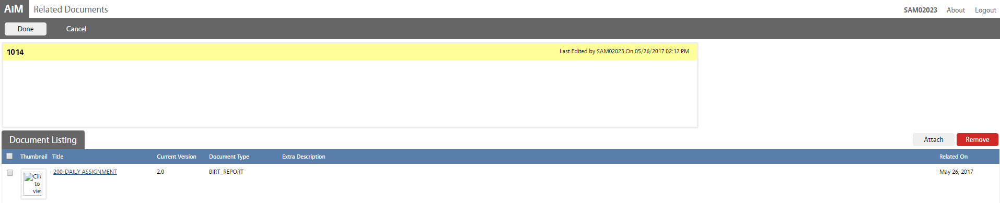 AiM Related Documents SAM02023 About Logout
Done Cancel
1014 Last Edited by SAM02023 On 05/26/2017 02:12 PM
Document Listing Attach Remove
Thumbnail Title Current Version Document Type Extra Description Related On
200-DAILY ASSIGNMENT 2.0 BIRT_REPORT May 26, 2017
to